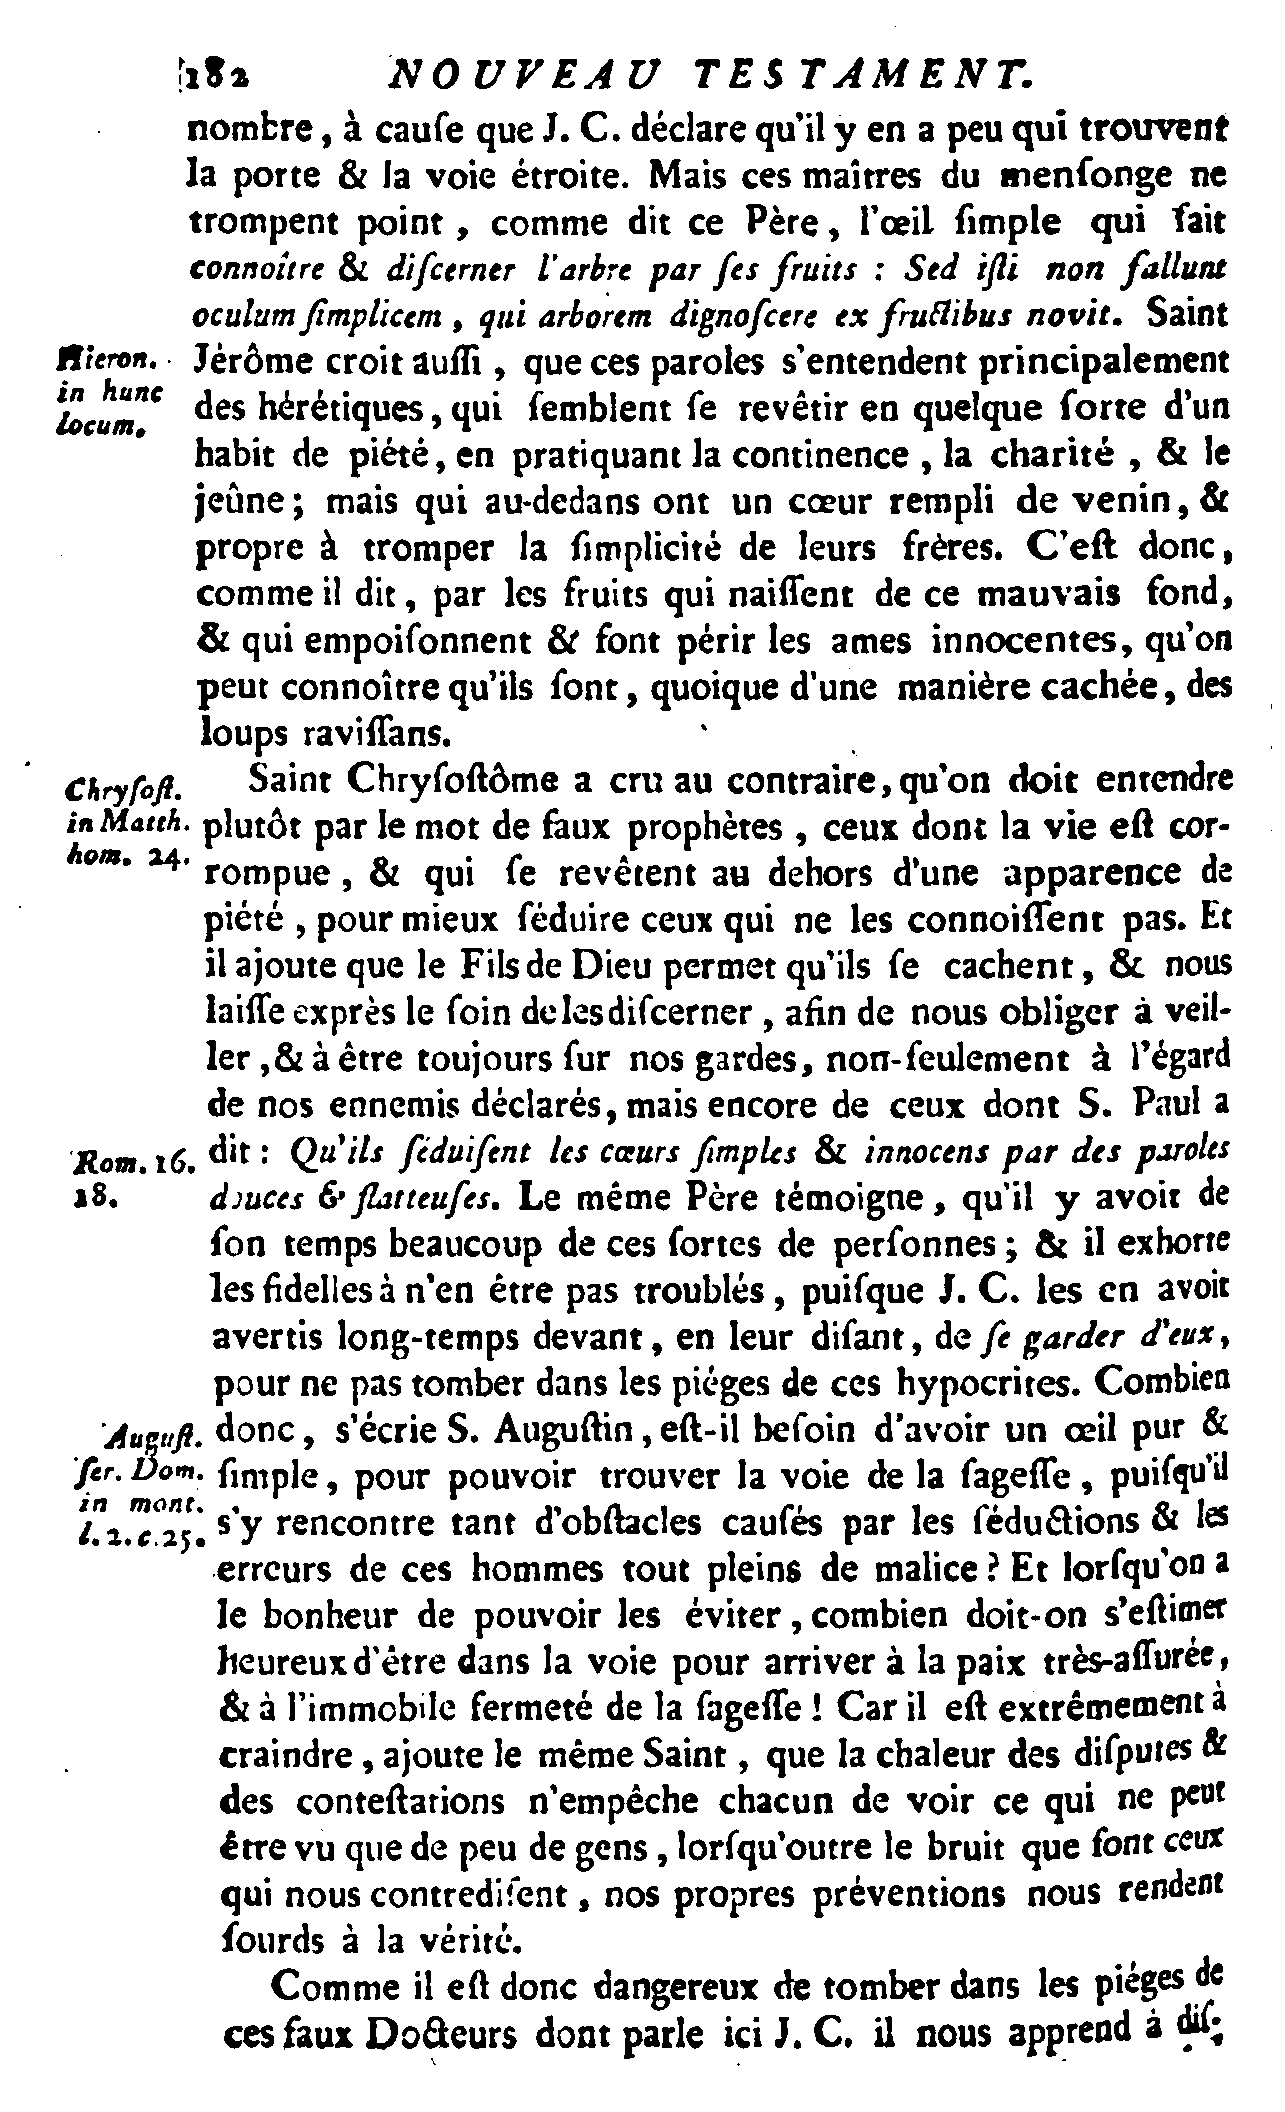 182 NOUVEAU TESTAMENT.
nombre, à cauſe que J. C. déclare qu'il y en a peu qui trouvent
la porte & la voie étroite. Mais ces maîtres du menſonge ne
trompent point, comme dit ce Père, l'œil ſimple qui fait
connoître & diſcerner l'arbre par ſes fruits : Sed iſti non fallunt
oculum ſimplicem, qui arborem dignoſcere ex fructibus novit. Saint
Hieron. Jérôme croit auſſi, que ces paroles s'entendent principalement
in hunc
locum.
des hérétiques, qui ſemblent ſe revêtir en quelque ſorte d'un
habit de piété, en pratiquant la continence, la charité, & le
jeûne; mais qui au-dedans ont un cœur rempli de venin, &
propre à tromper la ſimplicité de leurs frères. C'eſt donc,
comme il dit, par les fruits qui naiſſent de ce mauvais fond,
& qui empoiſonnent & font périr les ames innocentes, qu'on
peut connoître qu'ils ſont, quoique d'une manière cachée, des
loups raviſſans.
Chryſoſt.
in Matth.
hom. 24.
Saint Chryſoſtôme a cru au contraire, qu'on doit entendre
plutôt par le mot de faux prophètes, ceux dont la vie eſt cor-
rompue, & qui ſe revêtent au dehors d'une apparence de
piété, pour mieux ſéduire ceux qui ne les connoiſſent pas. Et
il ajoute que le Fils de Dieu permet qu'ils ſe cachent, & nous
laiſſe exprès le ſoin de les diſcerner, afin de nous obliger à veil-
ler, & à être toujours ſur nos gardes, non-ſeulement à l'égard
de nos ennemis déclarés, mais encore de ceux dont S. Paul a
Rom. 16.
18.
dit : Qu'ils ſéduiſent les cœurs ſimples & innocens par des paroles
douces & flatteuſes. Le même Père témoigne, qu'il y avoit de
ſon temps beaucoup de ces ſortes de perſonnes; & il exhorte
les fidelles à n'en être pas troublés, puiſque J. C. les en avoit
avertis long-temps devant, en leur diſant, de ſe garder d'eux,
pour ne pas tomber dans les piéges de ces hypocrites. Combien
Auguſt.
ſer. Dom.
in mont.
l. 2. c. 25.
donc, s'écrie S. Auguſtin, eſt-il beſoin d'avoir un œil pur &
ſimple, pour pouvoir trouver la voie de la ſageſſe, puiſqu'il
s'y rencontre tant d'obſtacles cauſés par les ſéductions & les
erreurs de ces hommes tout pleins de malice ? Et lorſqu'on a
le bonheur de pouvoir les éviter, combien doit-on s'eſtimer
heureux d'être dans la voie pour arriver à la paix très-aſſurée,
& à l'immobile fermeté de la ſageſſe ! Car il eſt extrêmement à
craindre, ajoute le même Saint, que la chaleur des diſputes &
des conteſtations n'empêche chacun de voir ce qui ne peut
être vu que de peu de gens, lorſqu'outre le bruit que font ceux
qui nous contrediſent, nos propres préventions nous rendent
ſourds à la vérité.
Comme il eſt donc dangereux de tomber dans les piéges de
ces faux Docteurs dont parle ici J. C. il nous apprend à diſ-